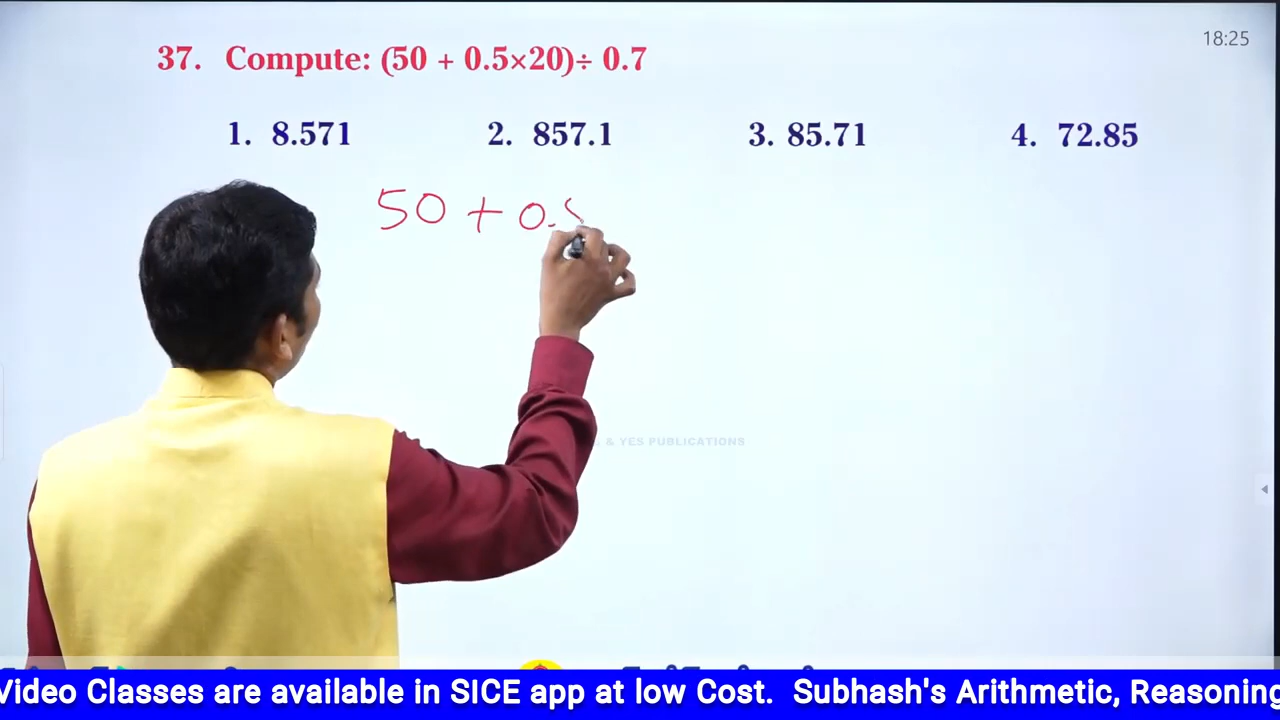 18:25
37. Compute: (50 + 0.5×20)÷ 0.7
1. 8.571 2. 857.1 3. 85.71 4. 72.85
50 + 0.5
& YES PUBLICATIONS
Video Classes are available in SICE app at low Cost. Subhash's Arithmetic, Reasoning